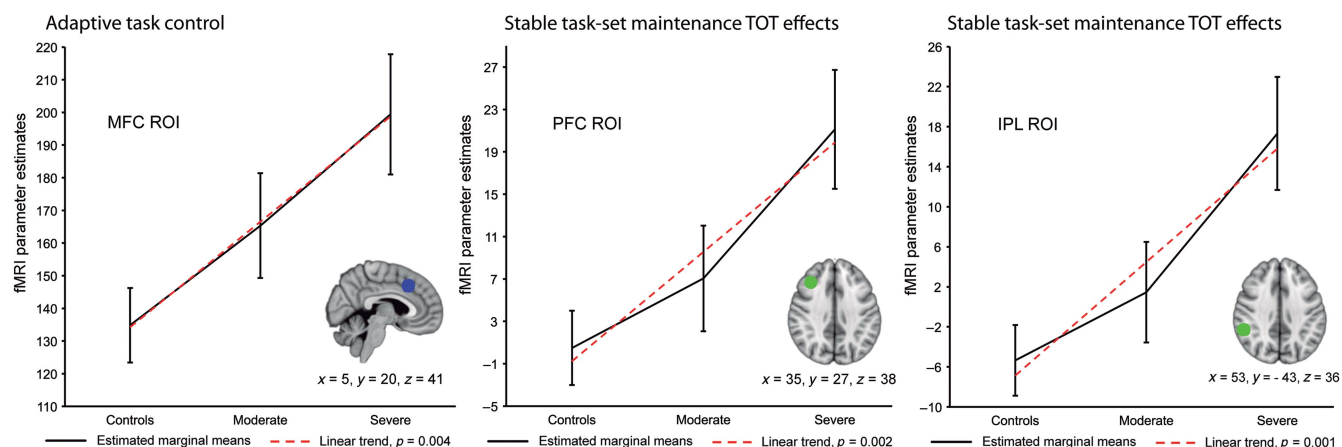 Adaptive task control
220
210
200
190
180
170
160
150
140
130
120
110
fMRI parameter estimates
MFC ROI
x = 5, y = 20, z = 41
Controls Moderate Severe
Estimated marginal means Linear trend, p = 0.004
Stable task-set maintenance TOT effects
27
23
19
15
11
7
3
−1
−5
fMRI parameter estimates
PFC ROI
x = 35, y = 27, z = 38
Controls Moderate Severe
Estimated marginal means Linear trend, p = 0.002
Stable task-set maintenance TOT effects
26
22
18
14
10
6
2
−2
−6
−10
fMRI parameter estimates
IPL ROI
x = 53, y = - 43, z = 36
Controls Moderate Severe
Estimated marginal means Linear trend, p = 0.001